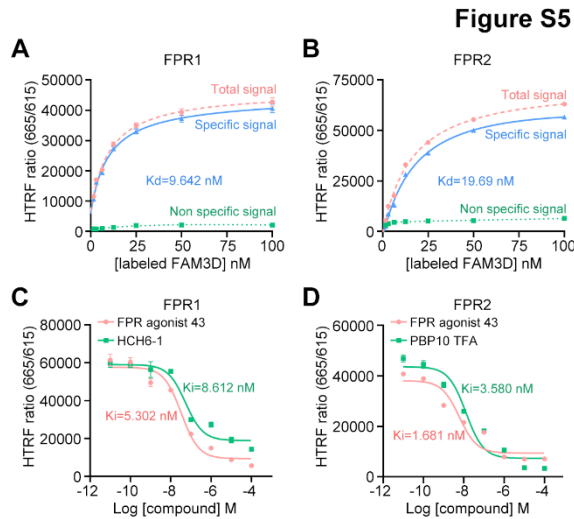 Figure S5
A
FPR1
HTRF ratio (665/615)
50000
40000
30000
20000
10000
0
Total signal
Specific signal
Kd=9.642 nM
Non specific signal
0 25 50 75 100
[labeled FAM3D] nM
B
FPR2
HTRF ratio (665/615)
75000
50000
25000
0
Total signal
Specific signal
Kd=19.69 nM
Non specific signal
0 25 50 75 100
[labeled FAM3D] nM
C
FPR1
FPR agonist 43
HCH6-1
HTRF ratio (665/615)
80000
60000
40000
20000
0
Ki=8.612 nM
Ki=5.302 nM
-12 -10 -8 -6 -4 -2
Log [compound] M
D
FPR2
FPR agonist 43
PBP10 TFA
HTRF ratio (665/615)
60000
40000
20000
0
Ki=3.580 nM
Ki=1.681 nM
-12 -10 -8 -6 -4 -2
Log [compound] M